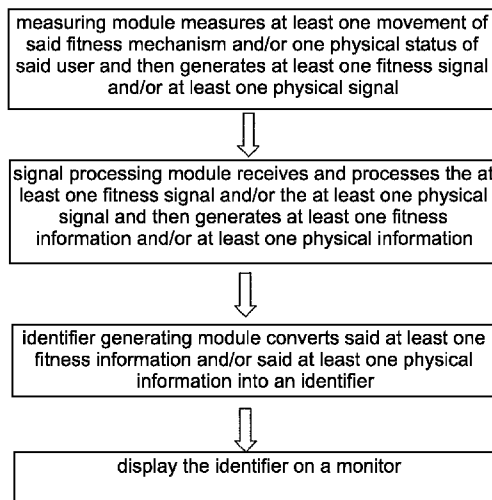 measuring module measures at least one movement of
said fitness mechanism and/or one physical status of
said user and then generates at least one fitness signal
and/or at least one physical signal
signal processing module receives and processes the at
least one fitness signal and/or the at least one physical
signal and then generates at least one fitness
information and/or at least one physical information
identifier generating module converts said at least one
fitness information and/or said at least one physical
information into an identifier
display the identifier on a monitor